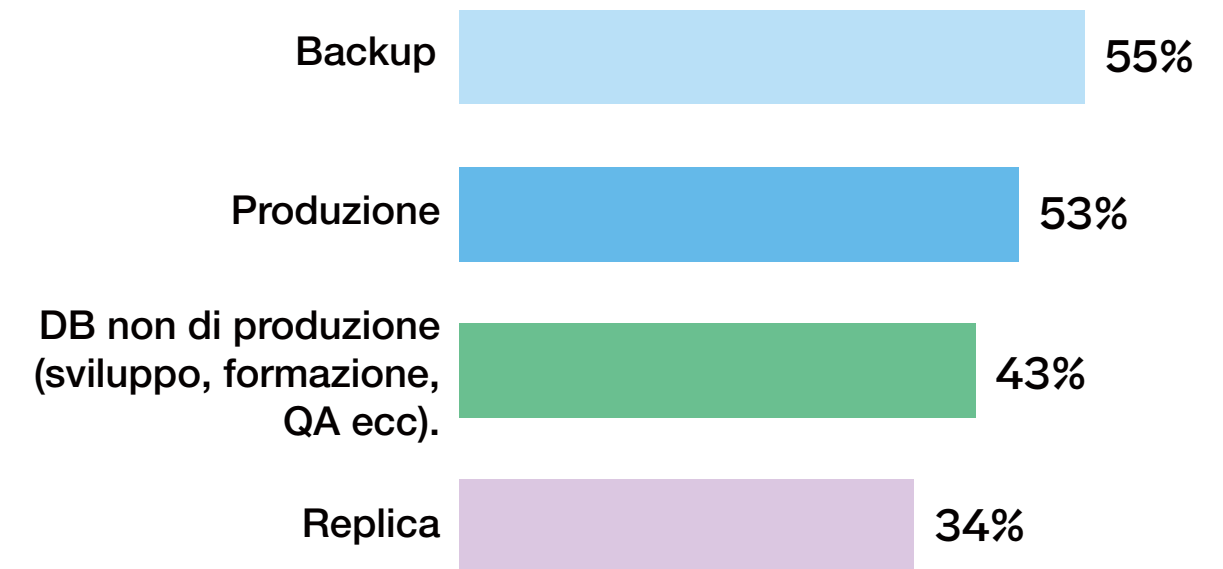 Backup
55%
Produzione
53%
DB non di produzione
(sviluppo, formazione,
QA ecc).
43%
Replica
34%